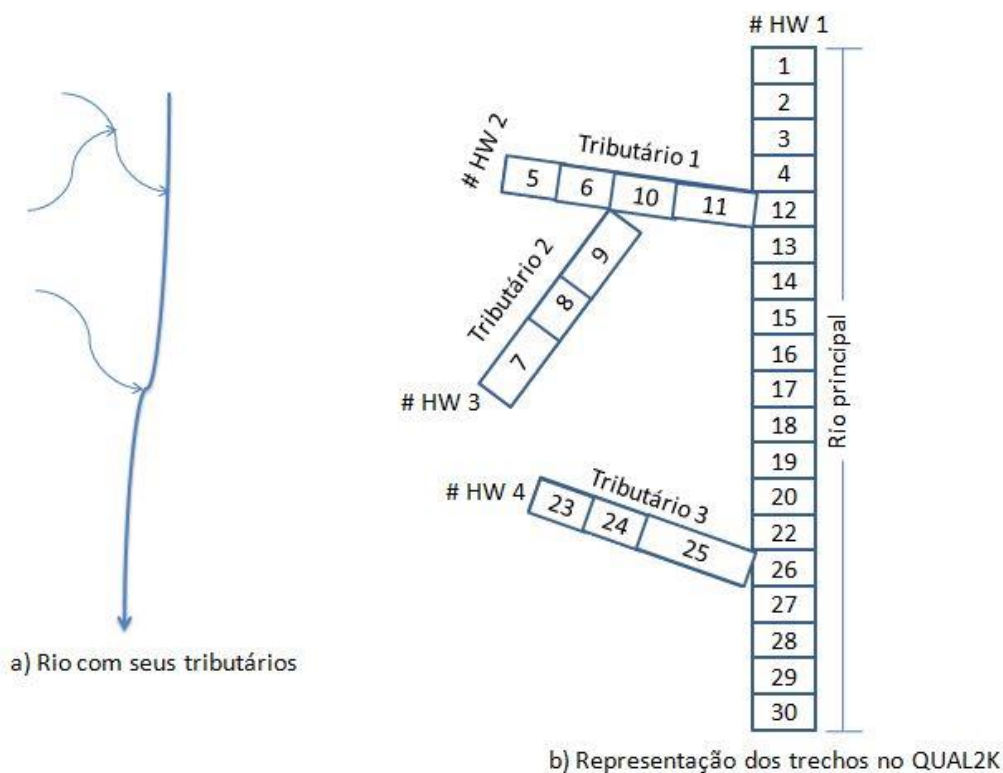 # HW 1
1
2
3
4
12
13
14
15
16
17
18
19
20
22
26
27
28
29
30
Rio principal
# HW 2
Tributário 1
5 6 10 11
Tributário 2
9
8
7
# HW 3
# HW 4
Tributário 3
23 24 25
a) Rio com seus tributários
b) Representação dos trechos no QUAL2K